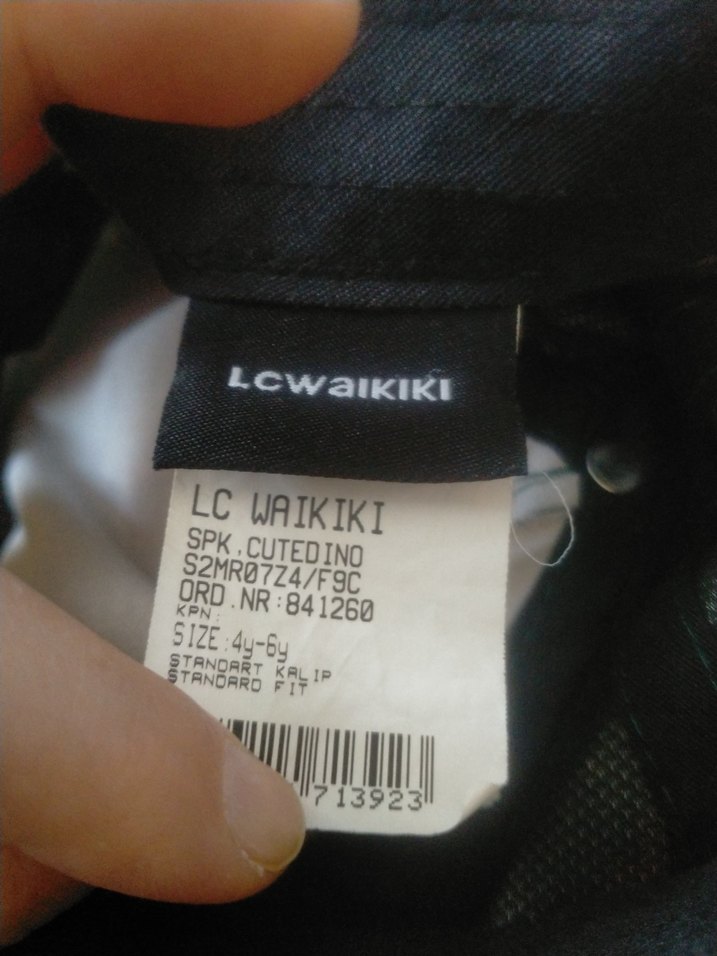 LCWAIKIKI
LC WAIKIKI
SPK.CUTEDINO
S2MR07Z4/F9C
ORD.NR:841260
KPN:
SIZE:4y-6y
STANDART KALIP
STANDARD FIT
713923